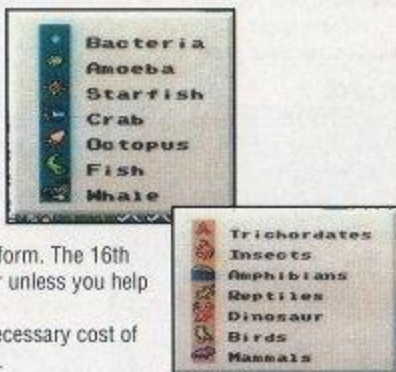 Bacteria
Amoeba
Starfish
Crab
Octopus
Fish
Whale
form. The 16th
unless you help
ecessary cost of
Trichordates
Insects
Amphibians
Reptiles
Dinosaur
Birds
Mammals